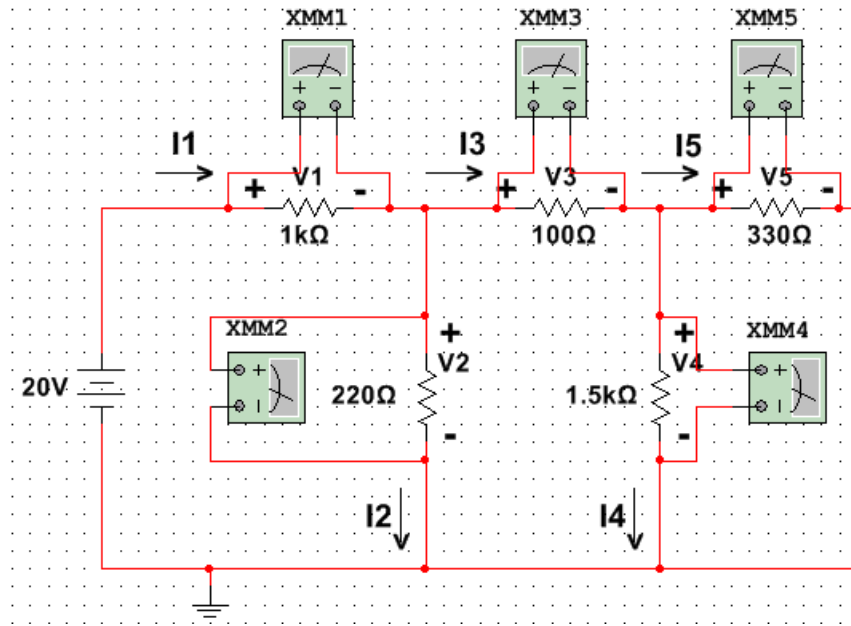 XMM1 XMM3 XMM5
+ − + − + −
I1 I3 I5
+ V1 - + V3 - + V5 -
1kΩ 100Ω 330Ω
XMM2 + + XMM4
V2 V4
20V 220Ω 1.5kΩ
+ − + −
- -
I2 I4